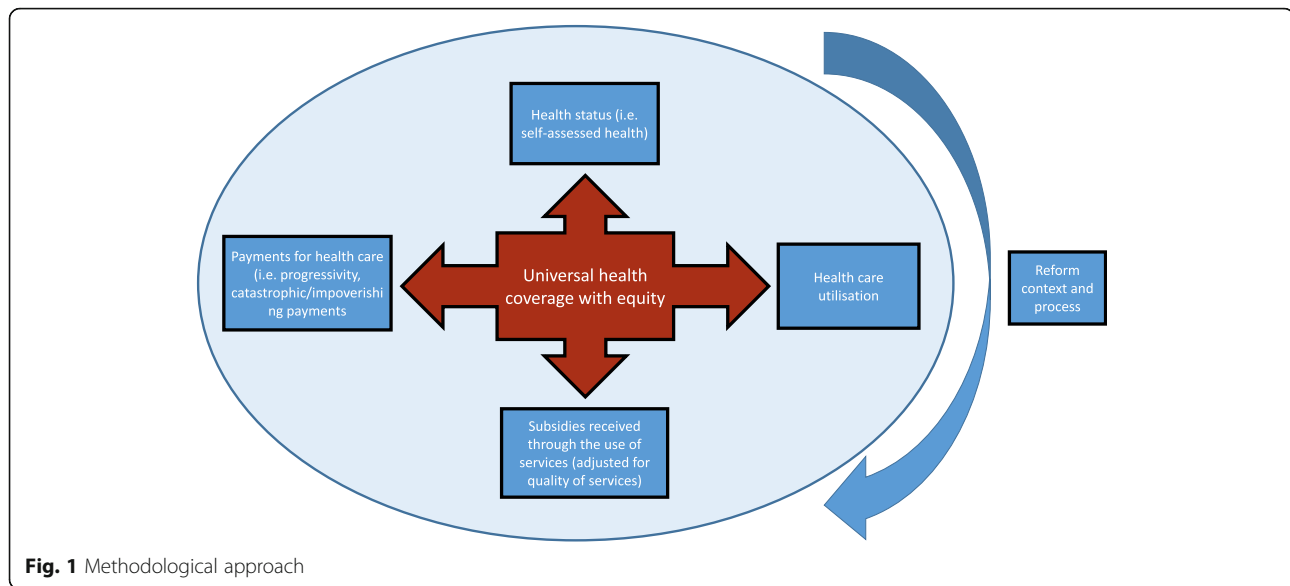 Health status (i.e.
self-assessed health)
Payments for health care
(i.e. progressivity,
catastrophic/impoverishi
ng payments
Universal health
coverage with equity
Health care
utilisation
Reform
context and
process
Subsidies received
through the use of
services (adjusted for
quality of services)
Fig. 1 Methodological approach